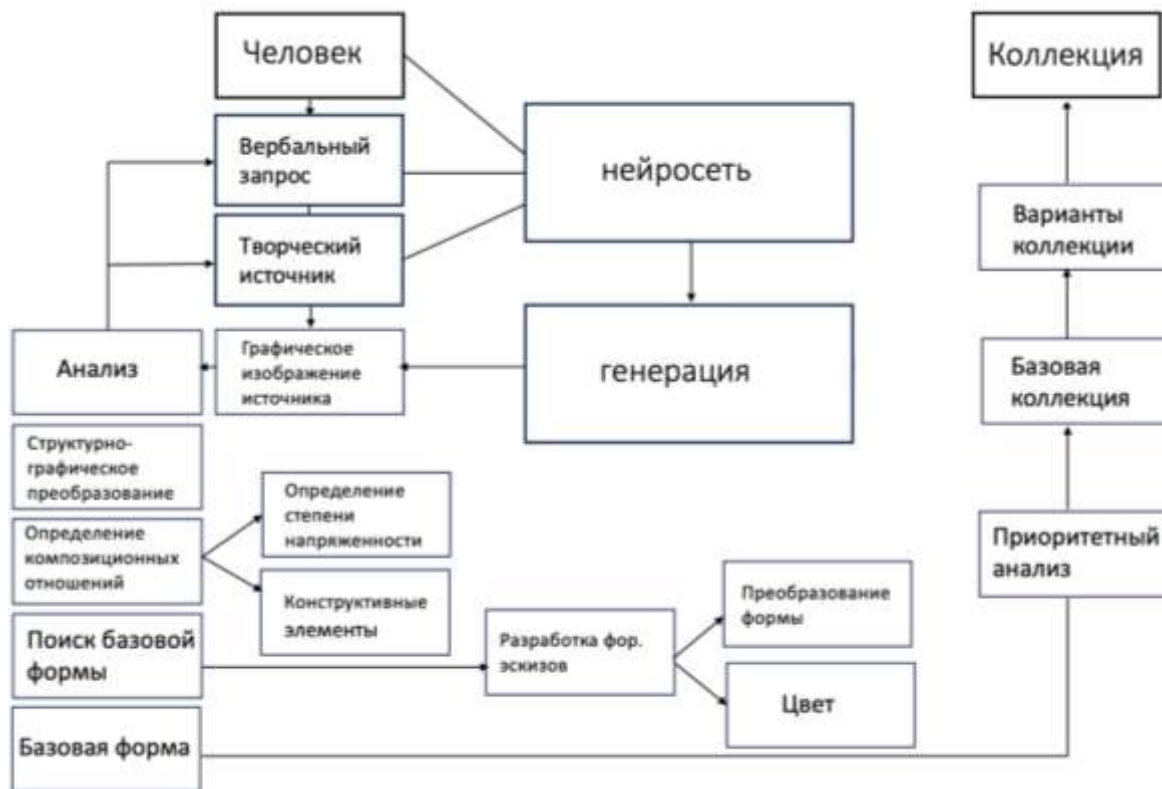 Человек
Коллекция
Вербальный
запрос
нейросеть
Варианты
коллекции
Творческий
источник
Анализ
Графическое
изображение
источника
генерация
Базовая
коллекция
Структурно-
графическое
преобразование
Определение
степени
напряженности
Определение
композиционных
отношений
Приоритетный
анализ
Конструктивные
элементы
Преобразование
формы
Поиск базовой
формы
Разработка фор.
эскизов
Цвет
Базовая форма